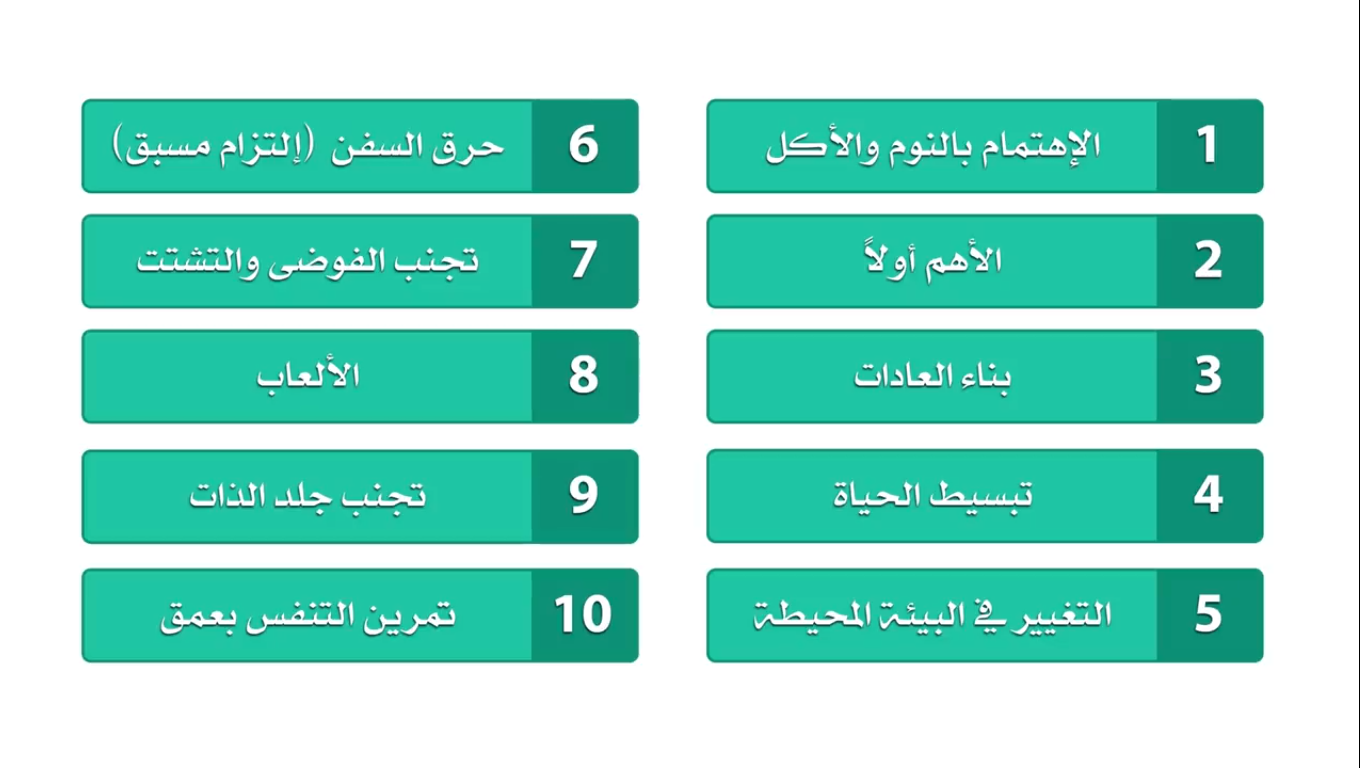 1 الإهتمام بالنوم والأكل
2 الأهم أولاً
3 بناء العادات
4 تبسيط الحياة
5 التغيير في البيئة المحيطة
6 حرق السفن (إلتزام مسبق)
7 تجنب الفوضى والتشتت
8 الألعاب
9 تجنب جلد الذات
10 تمرين التنفس بعمق